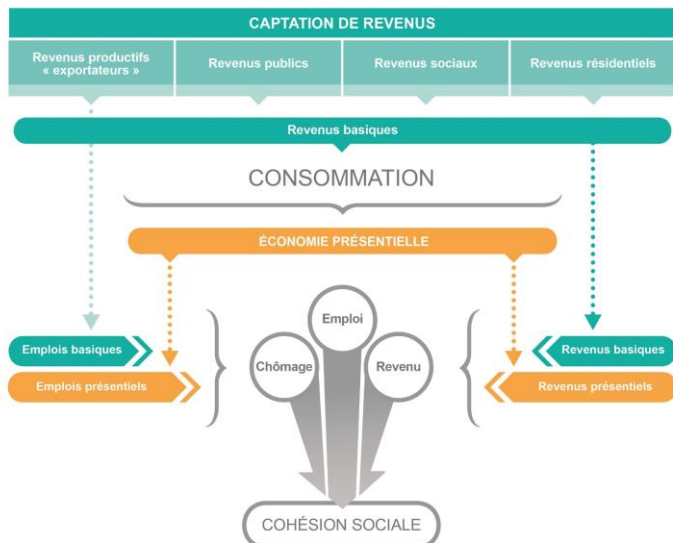 CAPTATION DE REVENUS
Revenus productifs
« exportateurs »
Revenus publics
Revenus sociaux
Revenus résidentiels
Revenus basiques
CONSOMMATION
ÉCONOMIE PRÉSENTIELLE
Emploi
Chômage
Revenu
Emplois basiques
Revenus basiques
Emplois présentiels
Revenus présentiels
COHÉSION SOCIALE